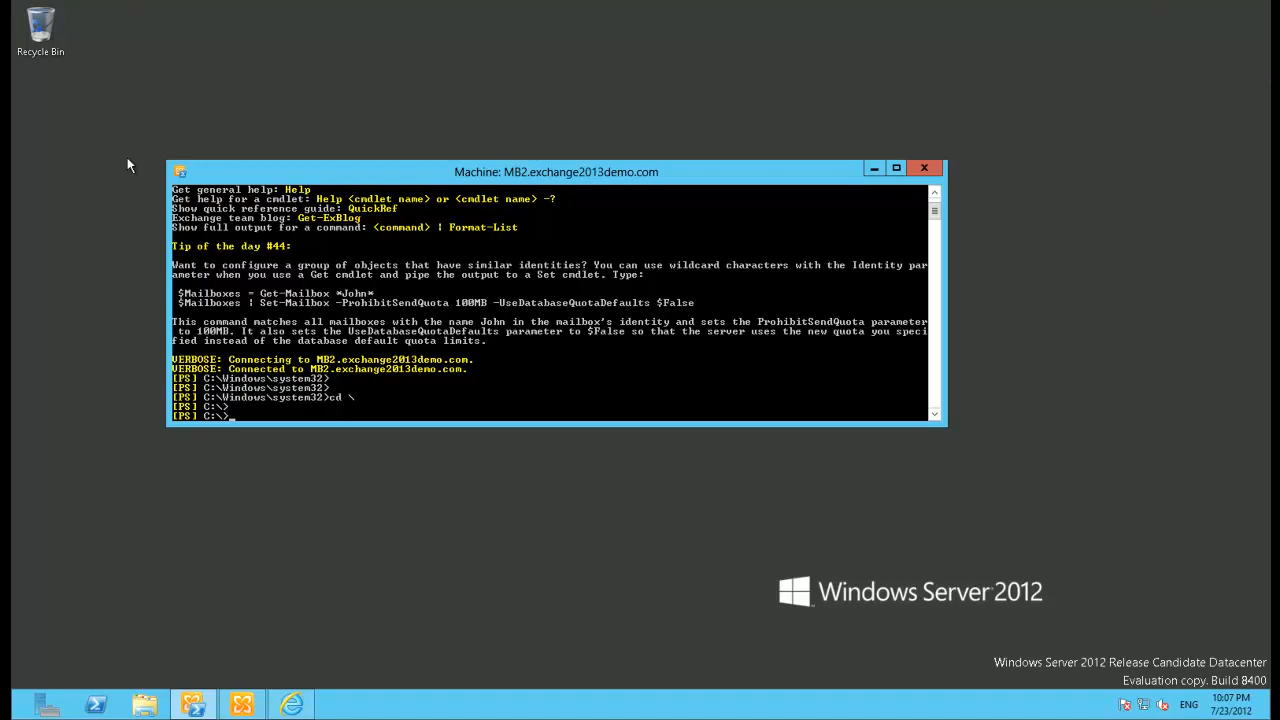 Recycle Bin
Machine: MB2.exchange2013demo.com
Get general help: Help
Get help for a cmdlet: Help <cmdlet name> or <cmdlet name> -?
Show quick reference guide: QuickRef
Exchange team blog: Get-ExBlog
Show full output for a command: <command> | Format-List
Tip of the day #44:
Want to configure a group of objects that have similar identities? You can use wildcard characters with the Identity par
ameter when you use a Get cmdlet and pipe the output to a Set cmdlet. Type:
$Mailboxes = Get-Mailbox *John*
$Mailboxes | Set-Mailbox -ProhibitSendQuota 100MB -UseDatabaseQuotaDefaults $False
This command matches all mailboxes with the name John in the mailbox's identity and sets the ProhibitSendQuota parameter
to 100MB. It also sets the UseDatabaseQuotaDefaults parameter to $False so that the server uses the new quota you speci
fied instead of the database default quota limits.
VERBOSE: Connecting to MB2.exchange2013demo.com.
VERBOSE: Connected to MB2.exchange2013demo.com.
[PS] C:\Windows\system32>
[PS] C:\Windows\system32>
[PS] C:\Windows\system32>cd \
[PS] C:\>
[PS] C:\>_
Windows Server 2012
Windows Server 2012 Release Candidate Datacenter
Evaluation copy. Build 8400
ENG
10:07 PM
7/23/2012